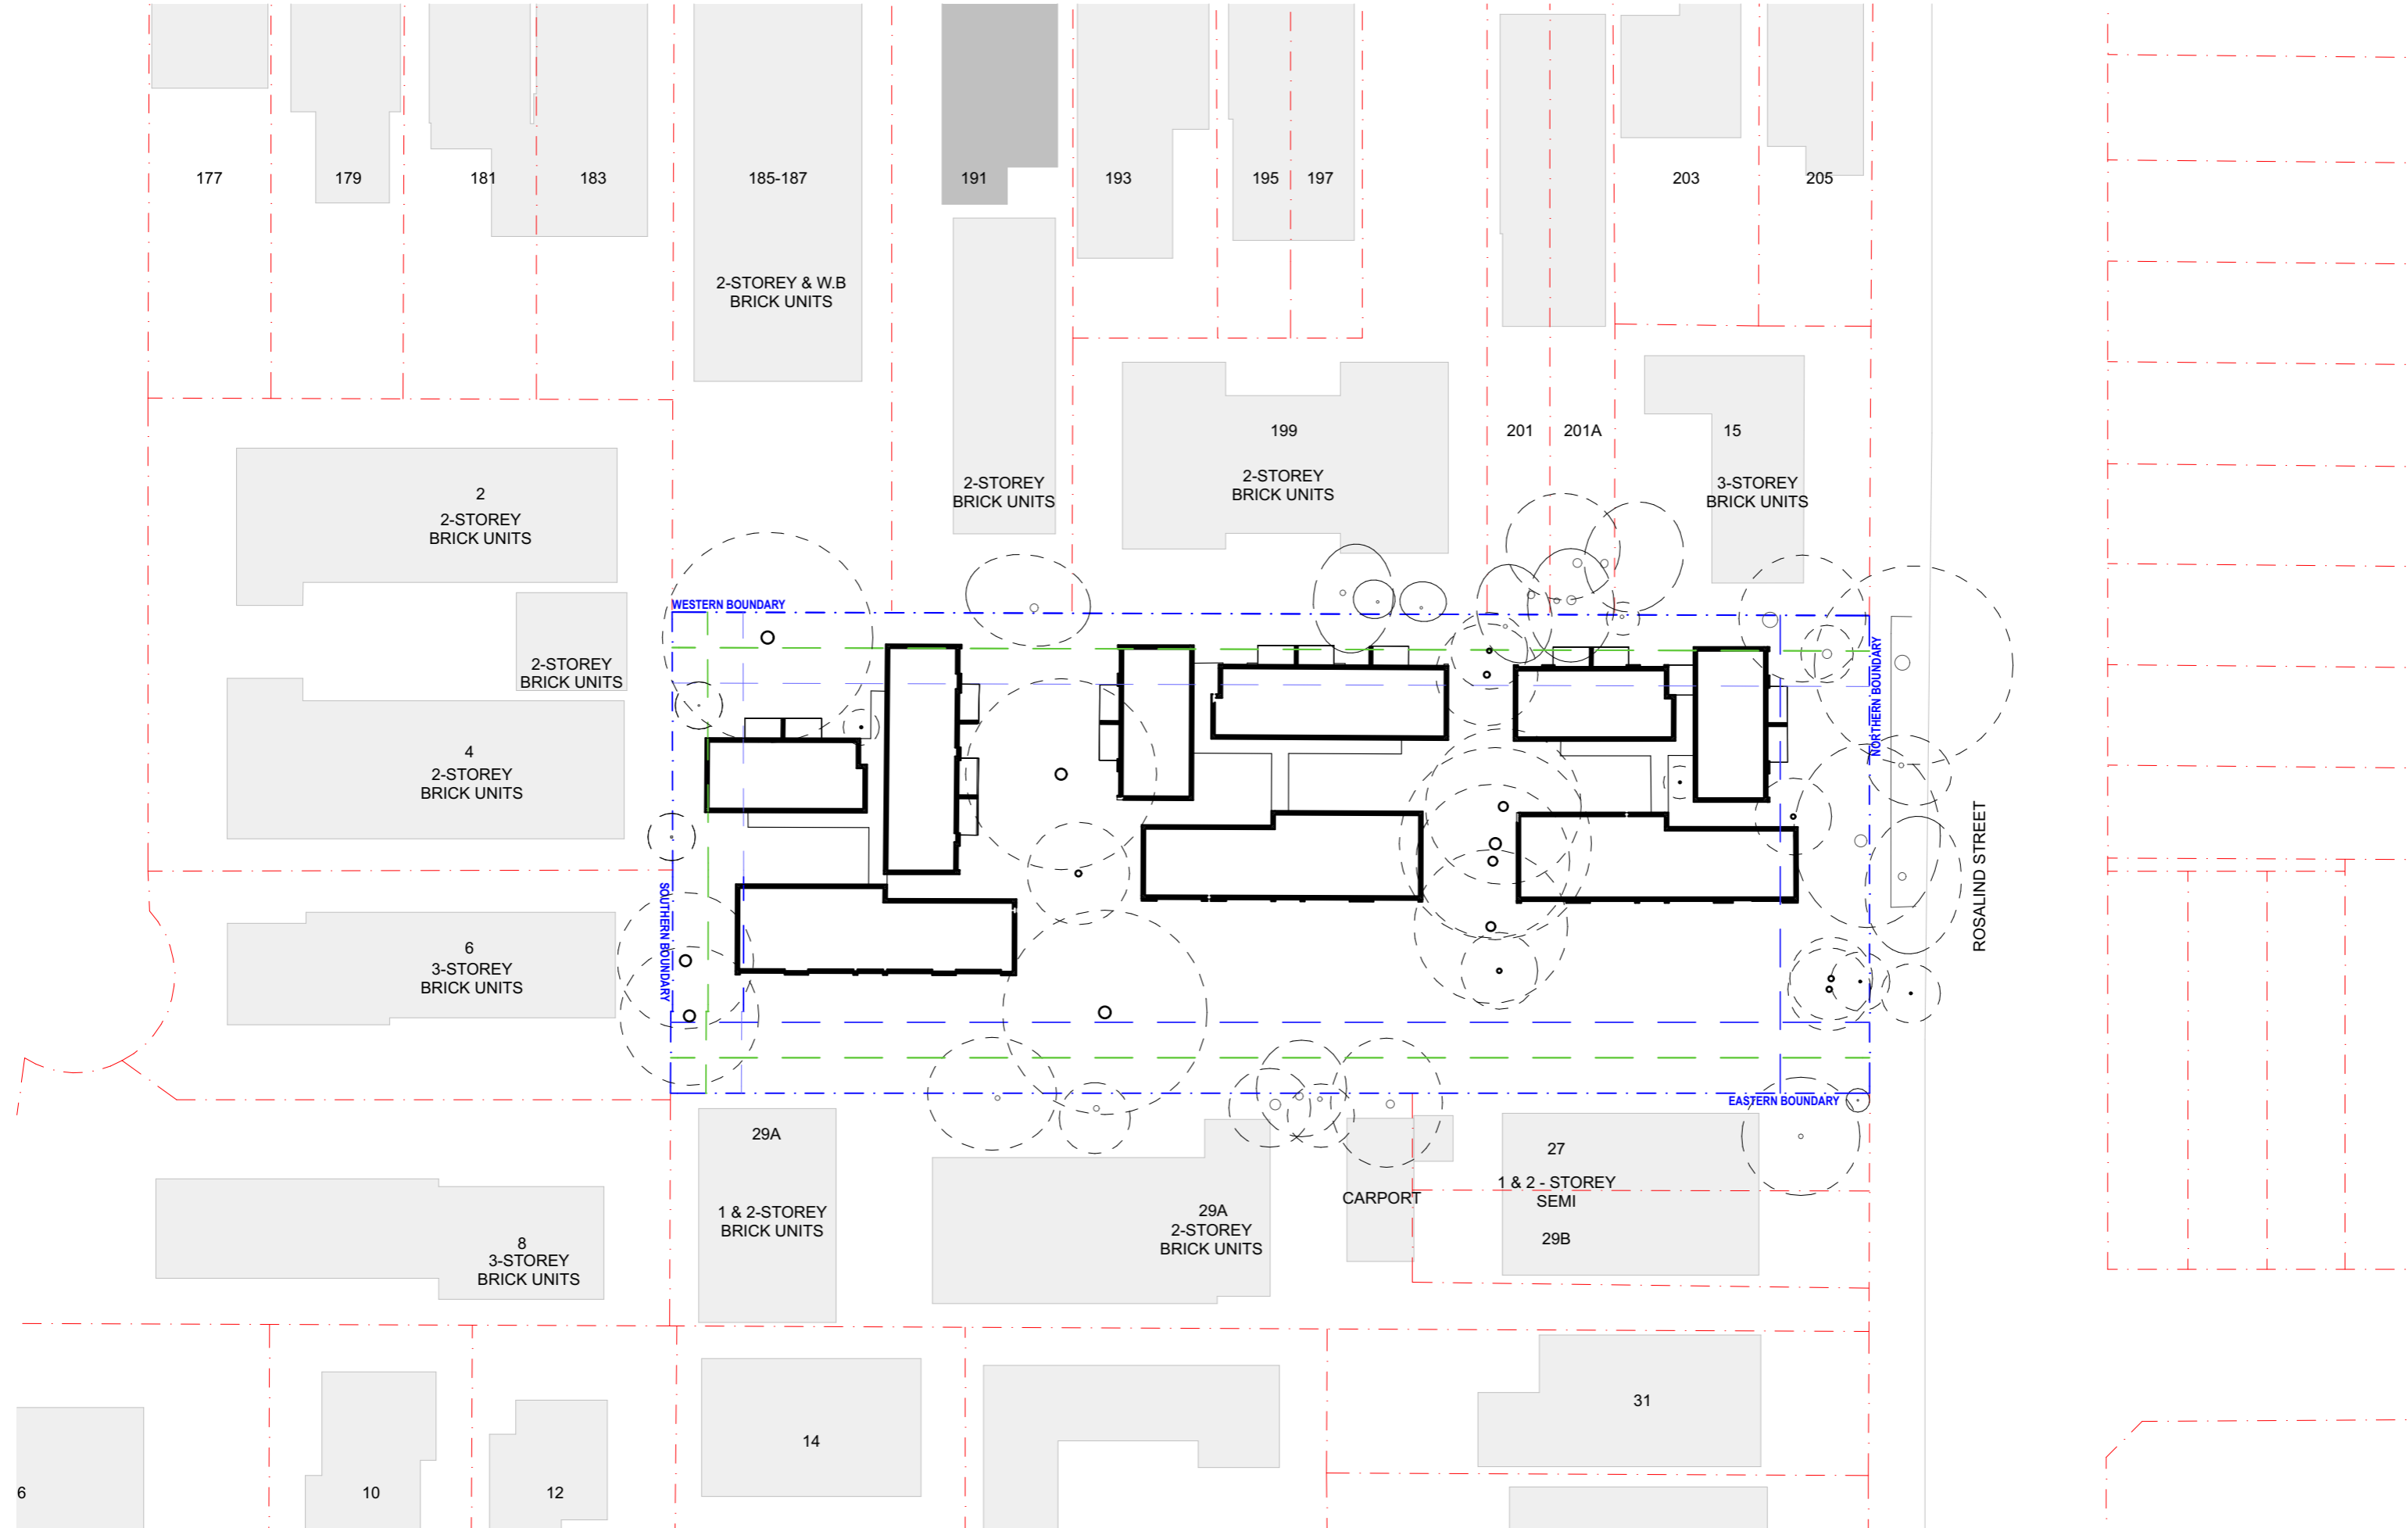 177
179
181
183
185-187
191
193
195
197
203
205
2-STOREY & W.B
BRICK UNITS
199
2-STOREY
BRICK UNITS
201
201A
15
3-STOREY
BRICK UNITS
2-STOREY
BRICK UNITS
2
2-STOREY
BRICK UNITS
WESTERN BOUNDARY
2-STOREY
BRICK UNITS
4
2-STOREY
BRICK UNITS
NORTHERN BOUNDARY
ROSALIND STREET
SOUTHERN BOUNDARY
6
3-STOREY
BRICK UNITS
EASTERN BOUNDARY
29A
1 & 2-STOREY
BRICK UNITS
CARPORT
29A
2-STOREY
BRICK UNITS
27
1 & 2 - STOREY
SEMI
29B
8
3-STOREY
BRICK UNITS
31
14
6
10
12